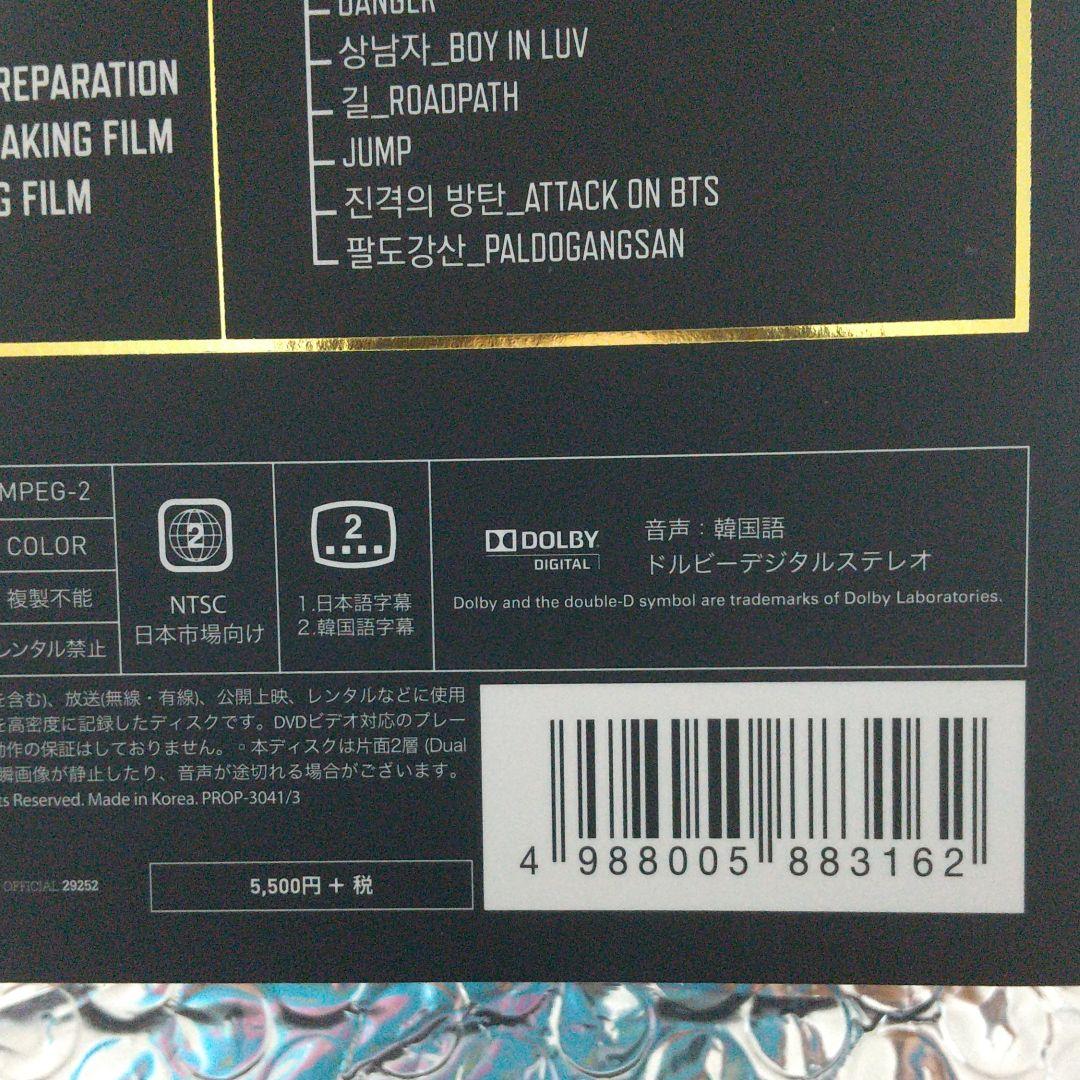 DANGER
상남자_BOY IN LUV
길_ROADPATH
JUMP
진격의 방탄_ATTACK ON BTS
팔도강산_PALDOGANGSAN
REPARATION
AKING FILM
G FILM
MPEG-2
COLOR
複製不能
レンタル禁止
2
NTSC
日本市場向け
2
1.日本語字幕
2.韓国語字幕
DOLBY
DIGITAL
音声：韓国語
ドルビーデジタルステレオ
Dolby and the double-D symbol are trademarks of Dolby Laboratories.
を含む)、放送(無線・有線)、公開上映、レンタルなどに使用
を高密度に記録したディスクです。DVDビデオ対応のプレー
動作の保証はしておりません。◦本ディスクは片面2層 (Dual
瞬画像が静止したり、音声が途切れる場合がございます。
ts Reserved. Made in Korea. PROP-3041/3
OFFICIAL 29252
5,500円 + 税
4 988005 883162